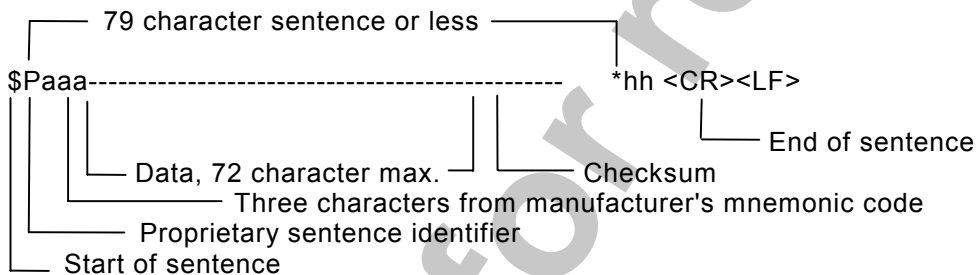 79 character sentence or less
$Paaa------------------------------------------------ *hh <CR><LF>
End of sentence
Data, 72 character max. Checksum
Three characters from manufacturer's mnemonic code
Proprietary sentence identifier
Start of sentence